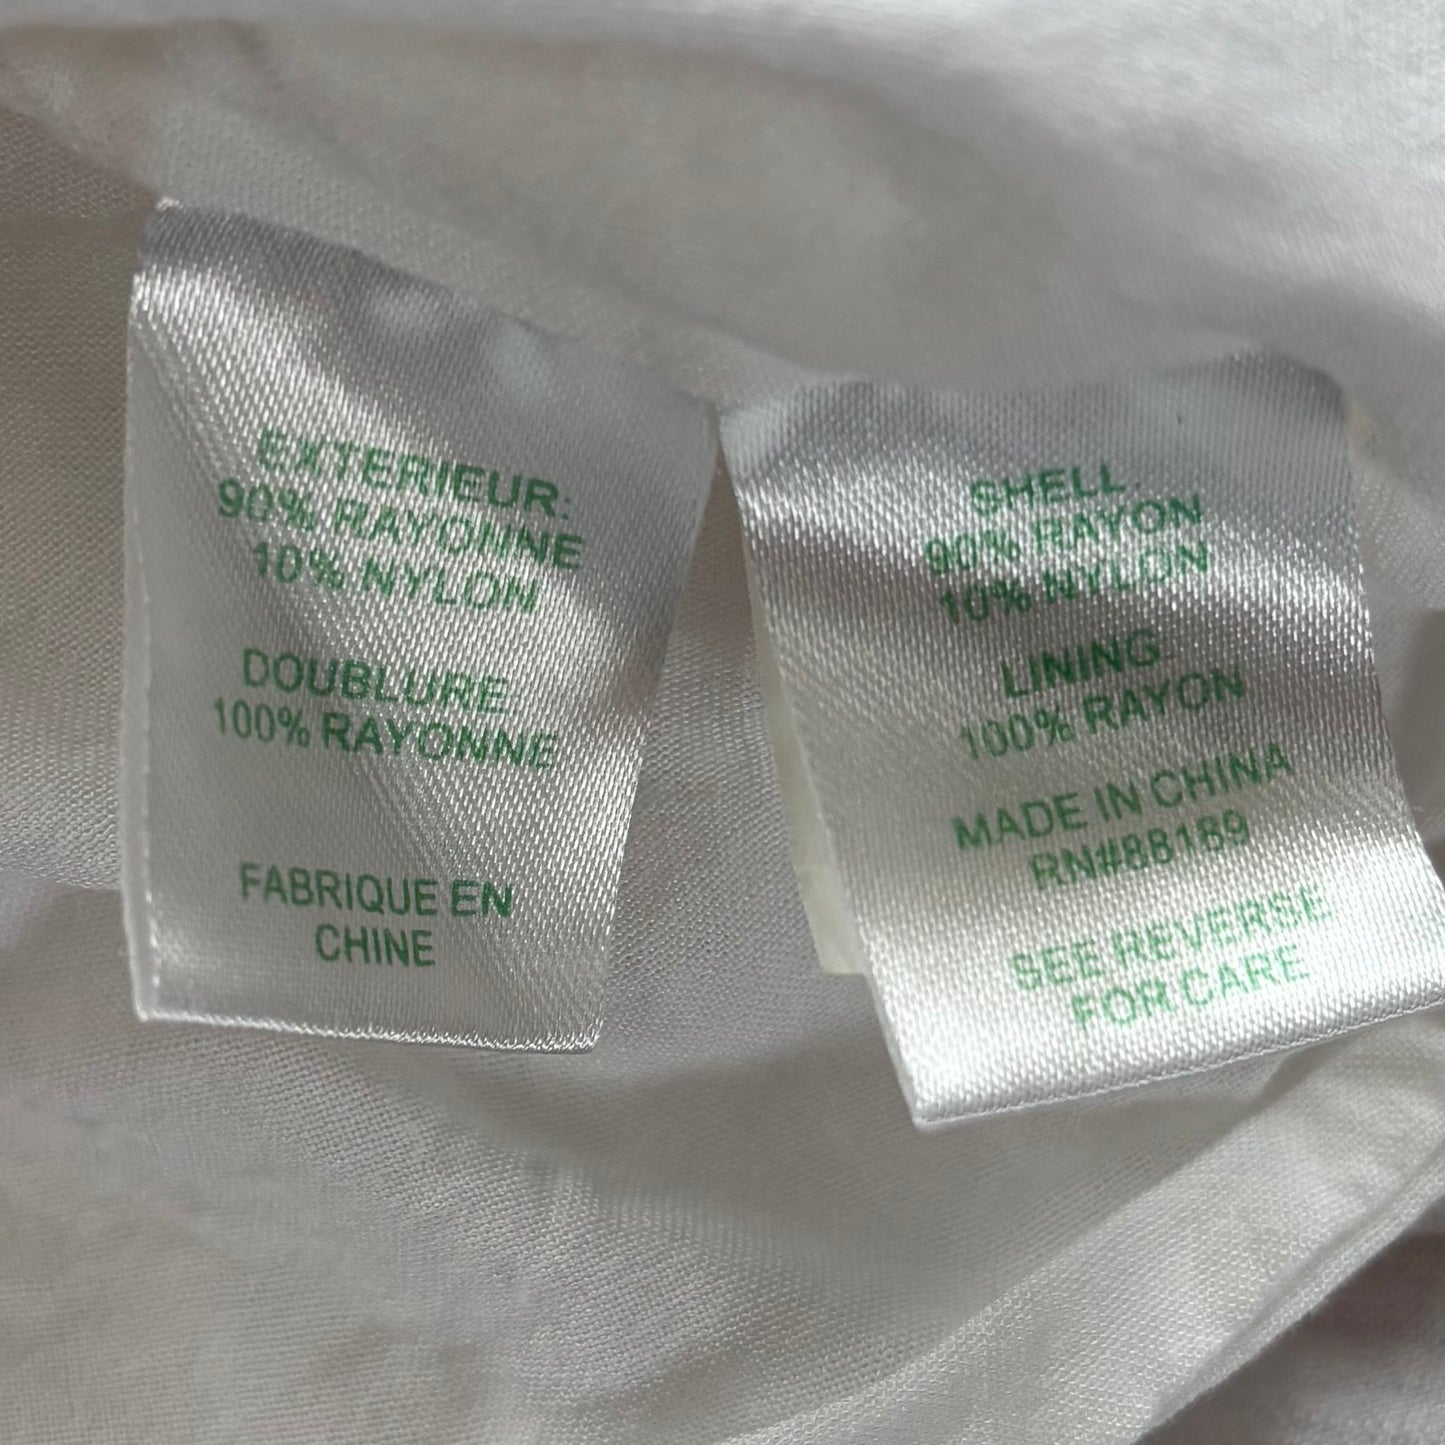 EXTERIEUR:
90% RAYONNE
10% NYLON
DOUBLURE
100% RAYONNE
FABRIQUE EN
CHINE
SHELL
90% RAYON
10% NYLON
LINING
100% RAYON
MADE IN CHINA
RN#88189
SEE REVERSE
FOR CARE